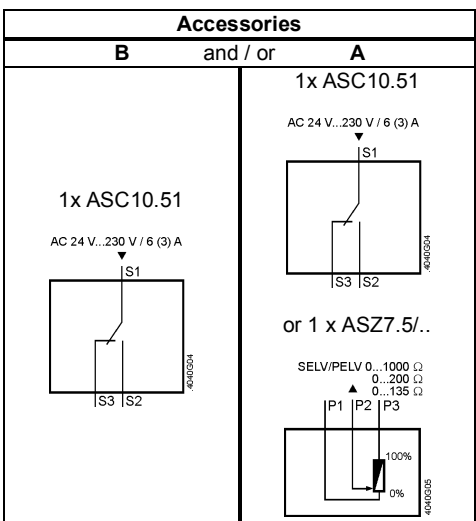 Accessories
B and / or A
1x ASC10.51
AC 24 V...230 V / 6 (3) A
S1
S3 S2
4040G04
1x ASC10.51
AC 24 V...230 V / 6 (3) A
S1
S3 S2
4040G04
or 1 x ASZ7.5/..
SELV/PELV 0...1000 Ω
0...200 Ω
0...135 Ω
P1 P2 P3
100%
0%
4040G05